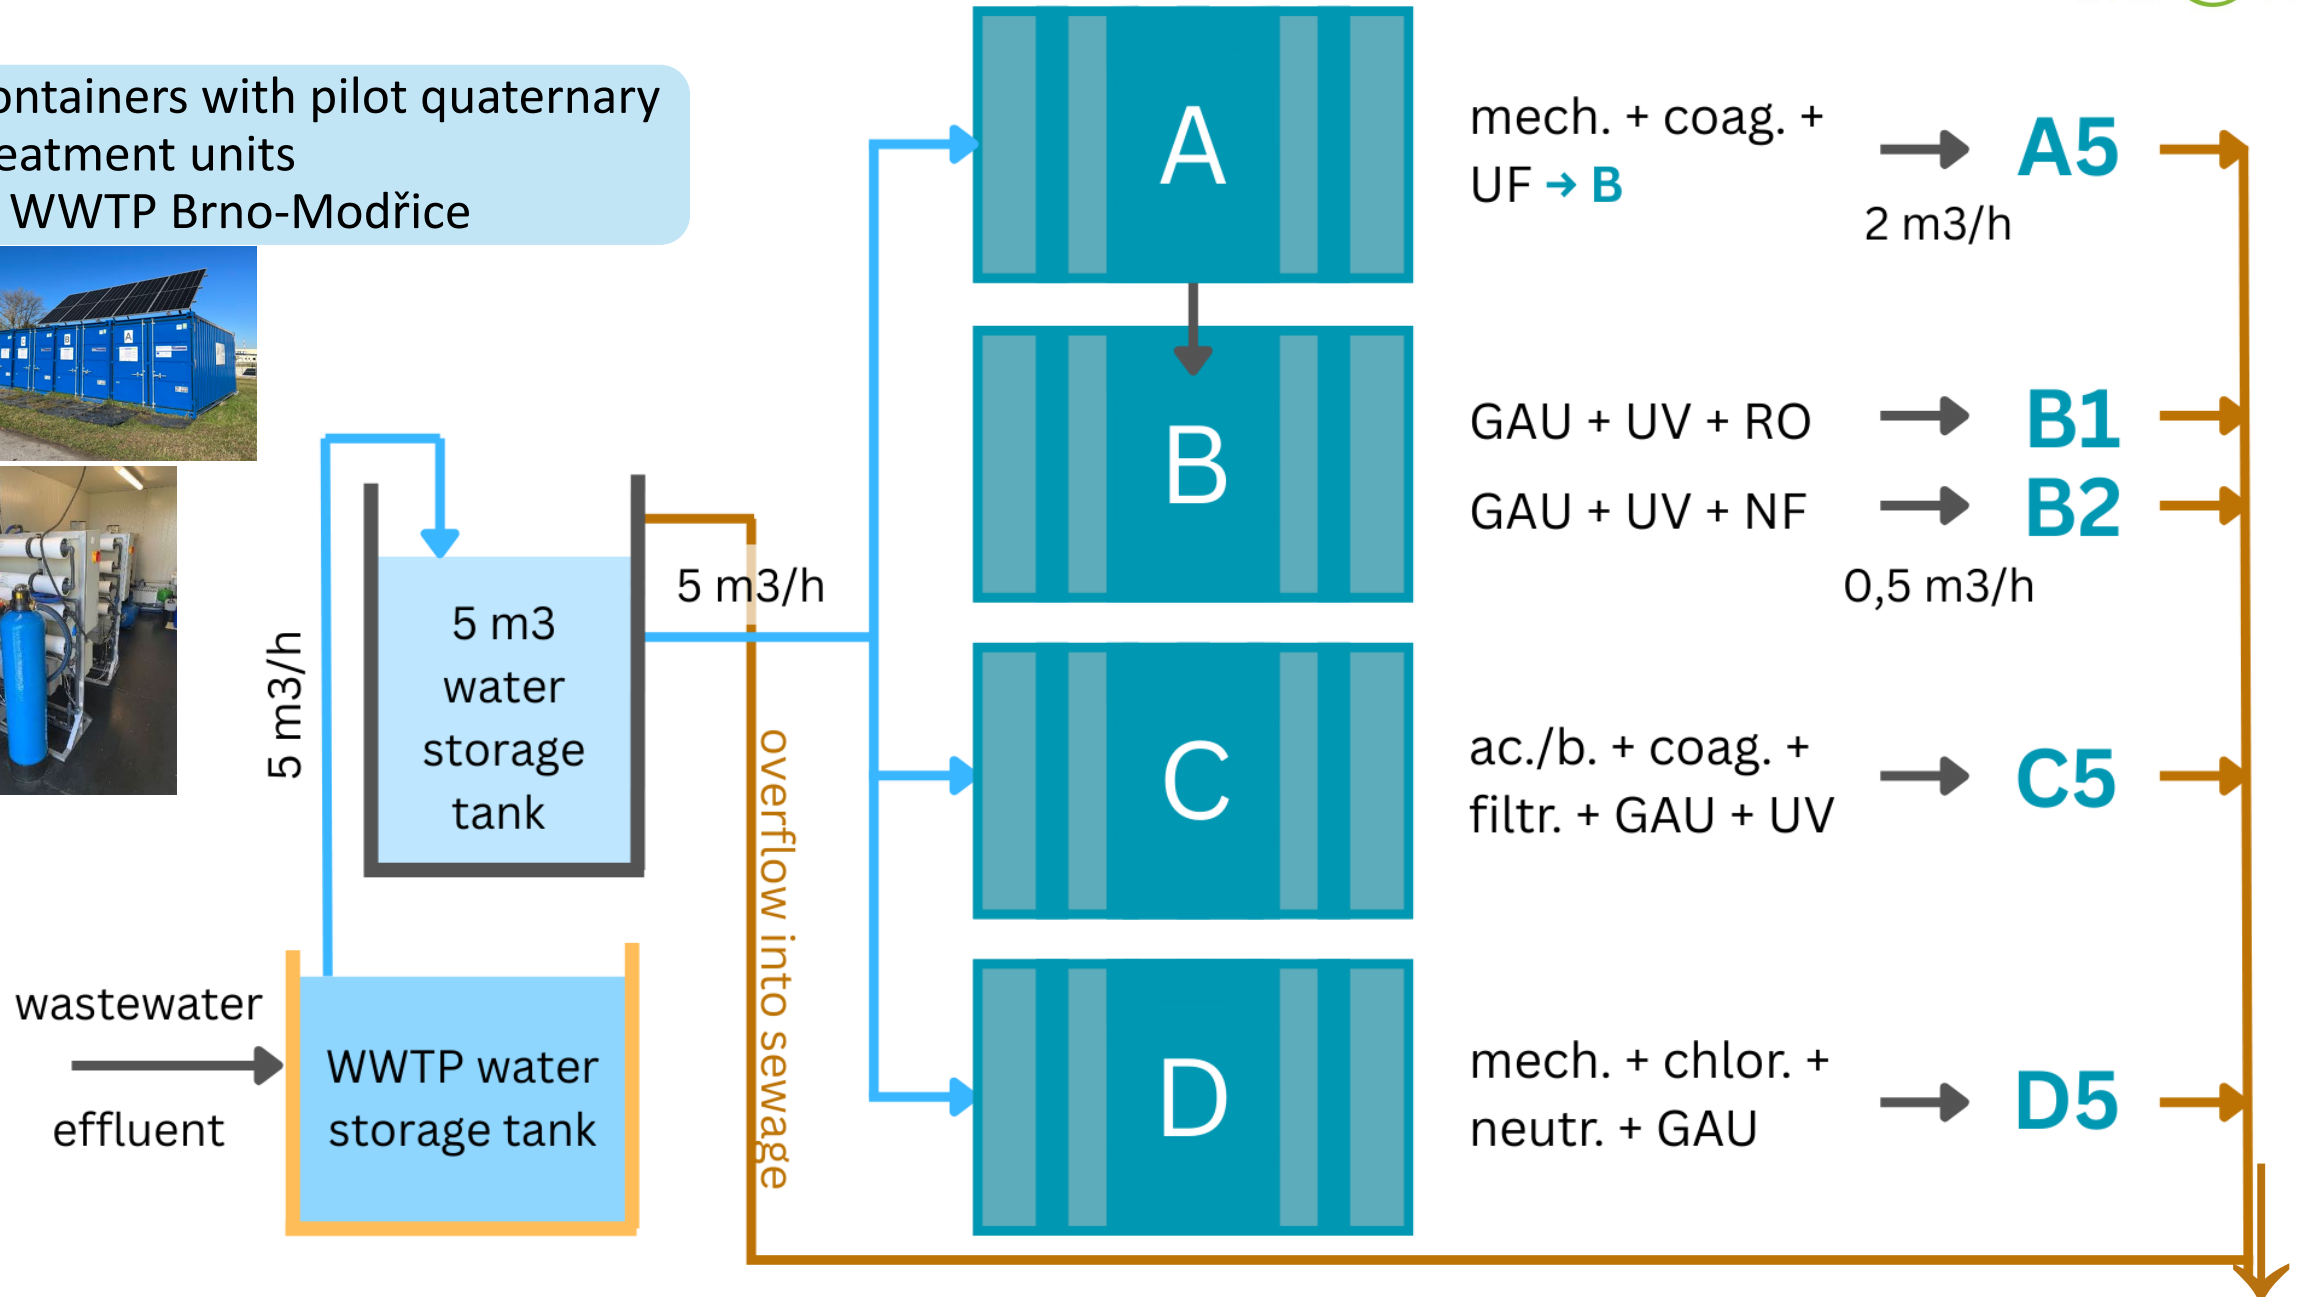 ontainers with pilot quaternary
eatment units
WWTP Brno-Modřice
A
mech. + coag. +
UF → B
A5
2 m3/h
B
GAU + UV + RO
B1
GAU + UV + NF
B2
0,5 m3/h
5 m3/h
5 m3/h
5 m3
water
storage
tank
overflow into sewage
C
ac./b. + coag. +
filtr. + GAU + UV
C5
wastewater
effluent
WWTP water
storage tank
D
mech. + chlor. +
neutr. + GAU
D5